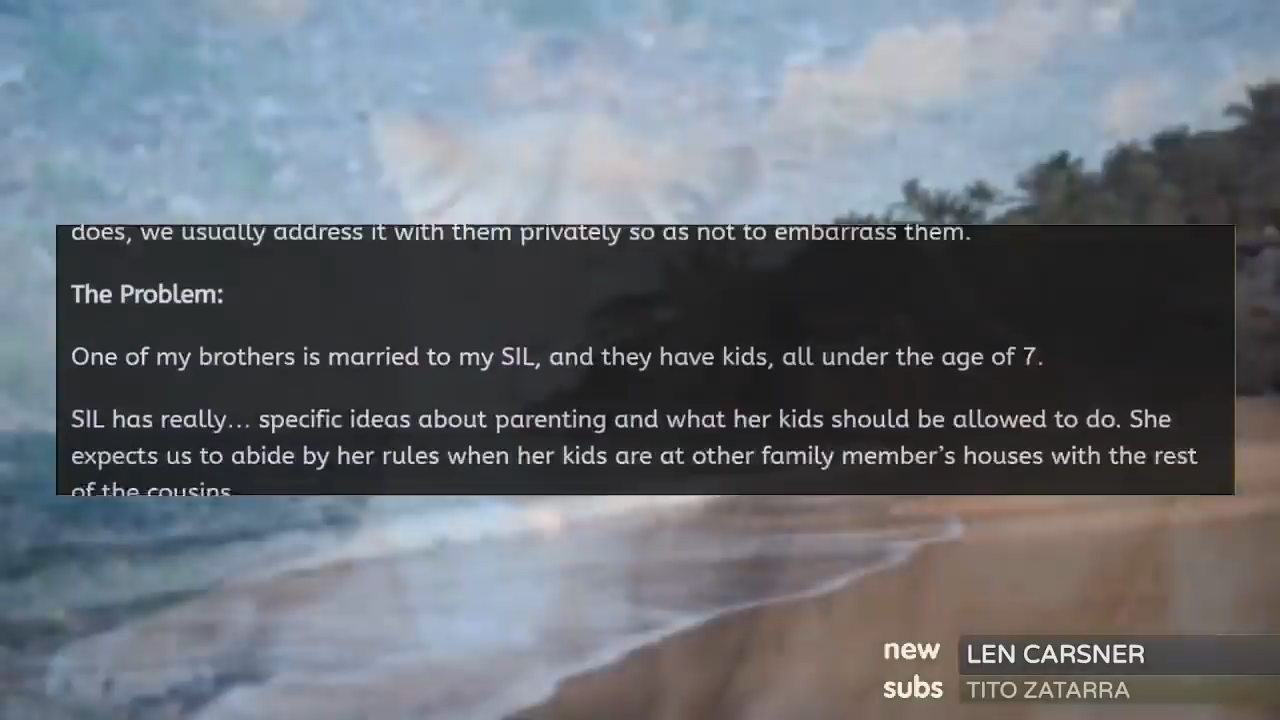 does, we usually address it with them privately so as not to embarrass them.
The Problem:
One of my brothers is married to my SIL, and they have kids, all under the age of 7.
SIL has really... specific ideas about parenting and what her kids should be allowed to do. She
expects us to abide by her rules when her kids are at other family member’s houses with the rest
of the cousins
new LEN CARSNER
subs TITO ZATARRA